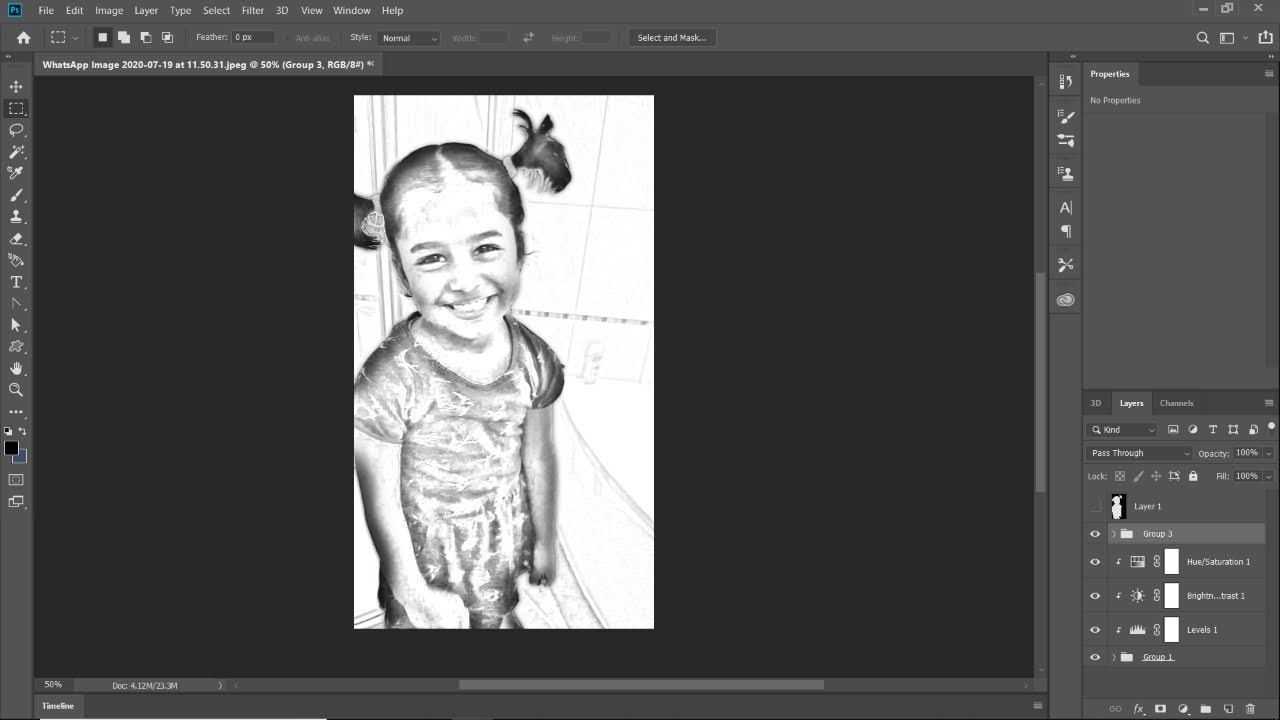 Ps File Edit Image Layer Type Select Filter 3D View Window Help
Feather: 0 px Anti-alias Style: Normal Width: Height: Select and Mask...
WhatsApp Image 2020-07-19 at 11.50.31.jpeg @ 50% (Group 3, RGB/8#) *
Properties
No Properties
3D Layers Channels
Kind
Pass Through Opacity: 100%
Lock: Fill: 100%
Layer 1
Group 3
Hue/Saturation 1
Brightn...trast 1
Levels 1
Group 1
50% Doc: 4.12M/23.3M
Timeline